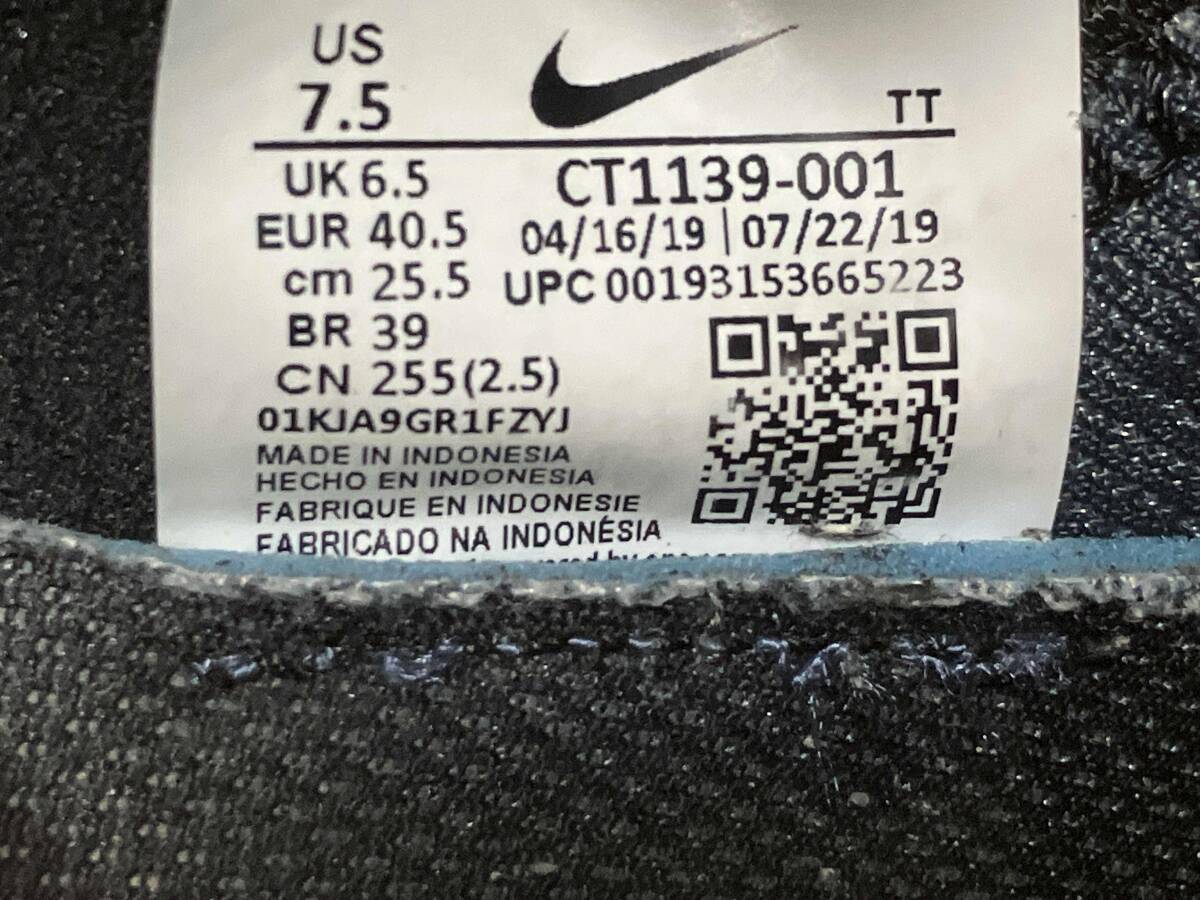 US
7.5
TT
UK 6.5
CT1139-001
EUR 40.5
04/16/19 | 07/22/19
cm 25.5
UPC 00193153665223
BR 39
CN 255(2.5)
01KJA9GR1FZYJ
MADE IN INDONESIA
HECHO EN INDONESIA
FABRIQUE EN INDONESIE
FABRICADO NA INDONÉSIA